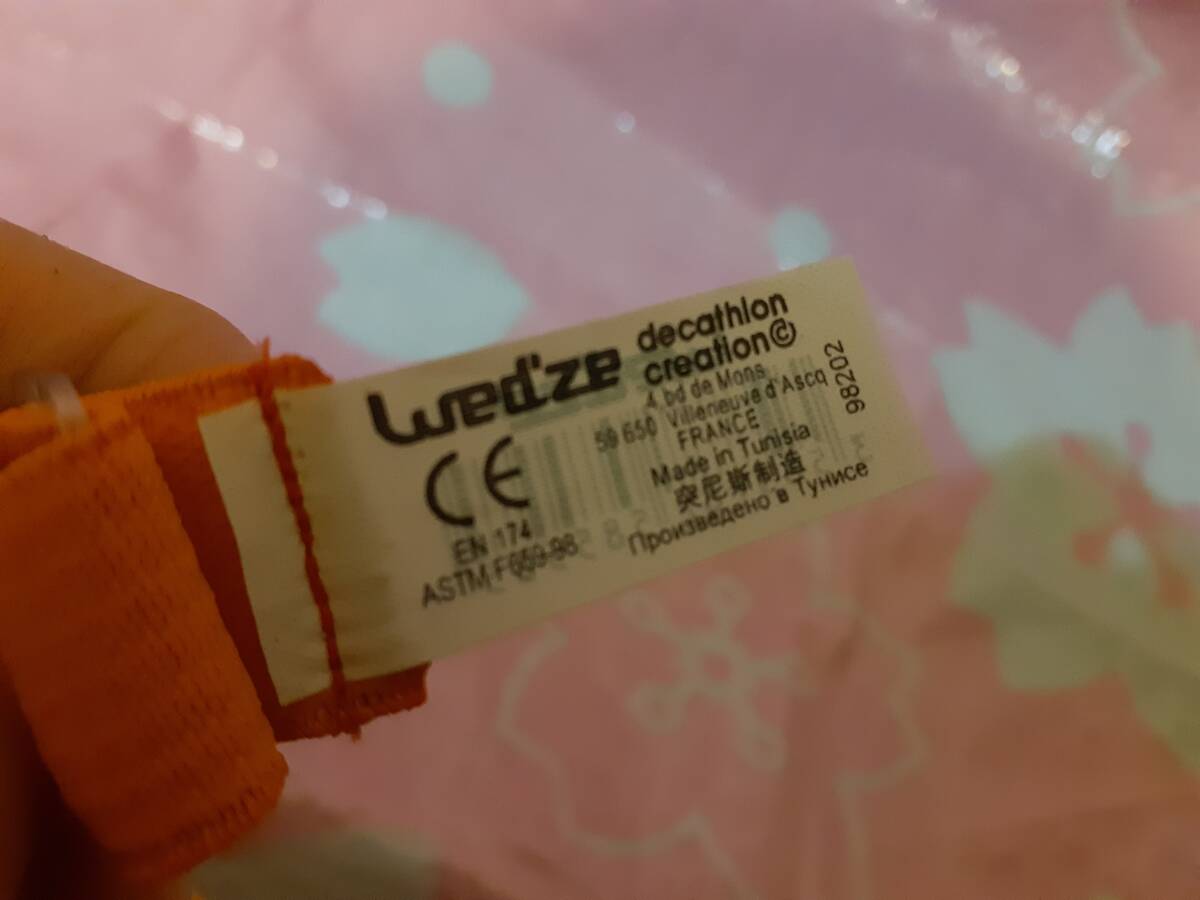 Wed'ze
decathlon
creation©
4, bd de Mons
59 650 Villeneuve d'Ascq
FRANCE
Made in Tunisia
突尼斯制造
Произведено в Тунисе
98202
CE
EN 174
ASTM F659-98